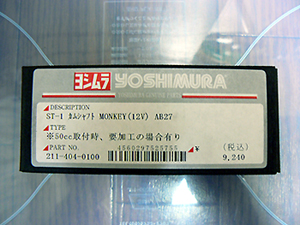 ヨシムラ YOSHIMURA
DESCRIPTION
ST-1 カムシャフト MONKEY(12V) AB27
TYPE
※50cc取付時、要加工の場合有り
PART NO. 4560297525755 ¥ (税込)
211-404-0100 9,240